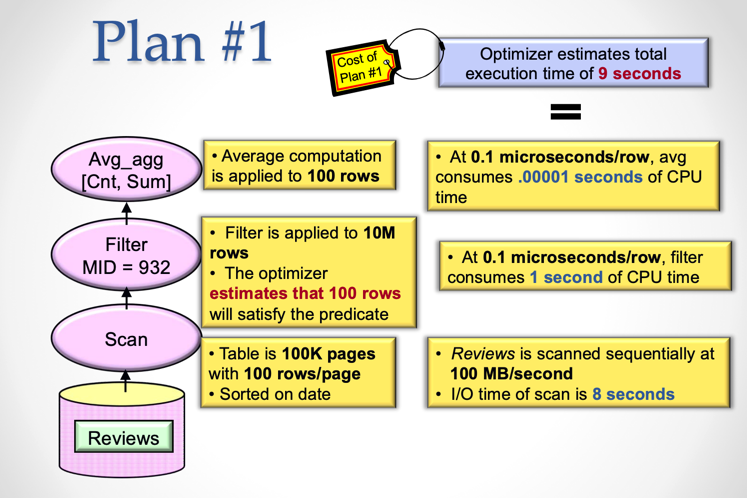 Plan #1
Cost of
Plan #1
Optimizer estimates total
execution time of 9 seconds
=
Avg_agg
[Cnt, Sum]
• Average computation
is applied to 100 rows
• At 0.1 microseconds/row, avg
consumes .00001 seconds of CPU
time
Filter
MID = 932
• Filter is applied to 10M
rows
• The optimizer
estimates that 100 rows
will satisfy the predicate
• At 0.1 microseconds/row, filter
consumes 1 second of CPU time
Scan
• Table is 100K pages
with 100 rows/page
• Sorted on date
• Reviews is scanned sequentially at
100 MB/second
• I/O time of scan is 8 seconds
Reviews